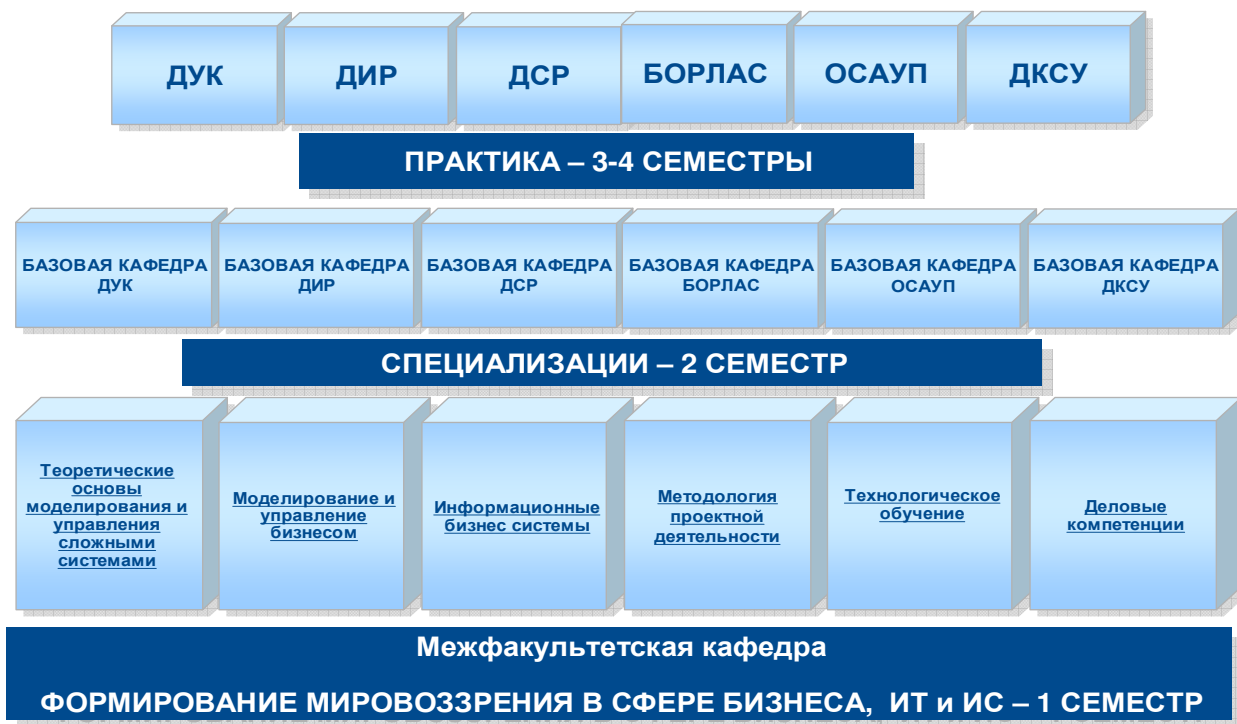 ДУК
ДИР
ДСР
БОРЛАС
ОСАУП
ДКСУ
ПРАКТИКА – 3-4 СЕМЕСТРЫ
БАЗОВАЯ КАФЕДРА
ДУК
БАЗОВАЯ КАФЕДРА
ДИР
БАЗОВАЯ КАФЕДРА
ДСР
БАЗОВАЯ КАФЕДРА
БОРЛАС
БАЗОВАЯ КАФЕДРА
ОСАУП
БАЗОВАЯ КАФЕДРА
ДКСУ
СПЕЦИАЛИЗАЦИИ – 2 СЕМЕСТР
Теоретические
основы
моделирования и
управления
сложными
системами
Моделирование и
управление
бизнесом
Информационные
бизнес системы
Методология
проектной
деятельности
Технологическое
обучение
Деловые
компетенции
Межфакультетская кафедра
ФОРМИРОВАНИЕ МИРОВОЗЗРЕНИЯ В СФЕРЕ БИЗНЕСА, ИТ и ИС – 1 СЕМЕСТР